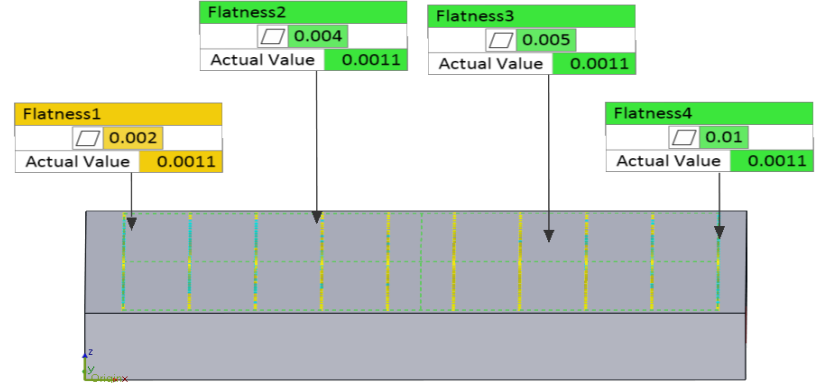 Flatness2
0.004
Actual Value 0.0011
Flatness3
0.005
Actual Value 0.0011
Flatness1
0.002
Actual Value 0.0011
Flatness4
0.01
Actual Value 0.0011
z
y
Origin x